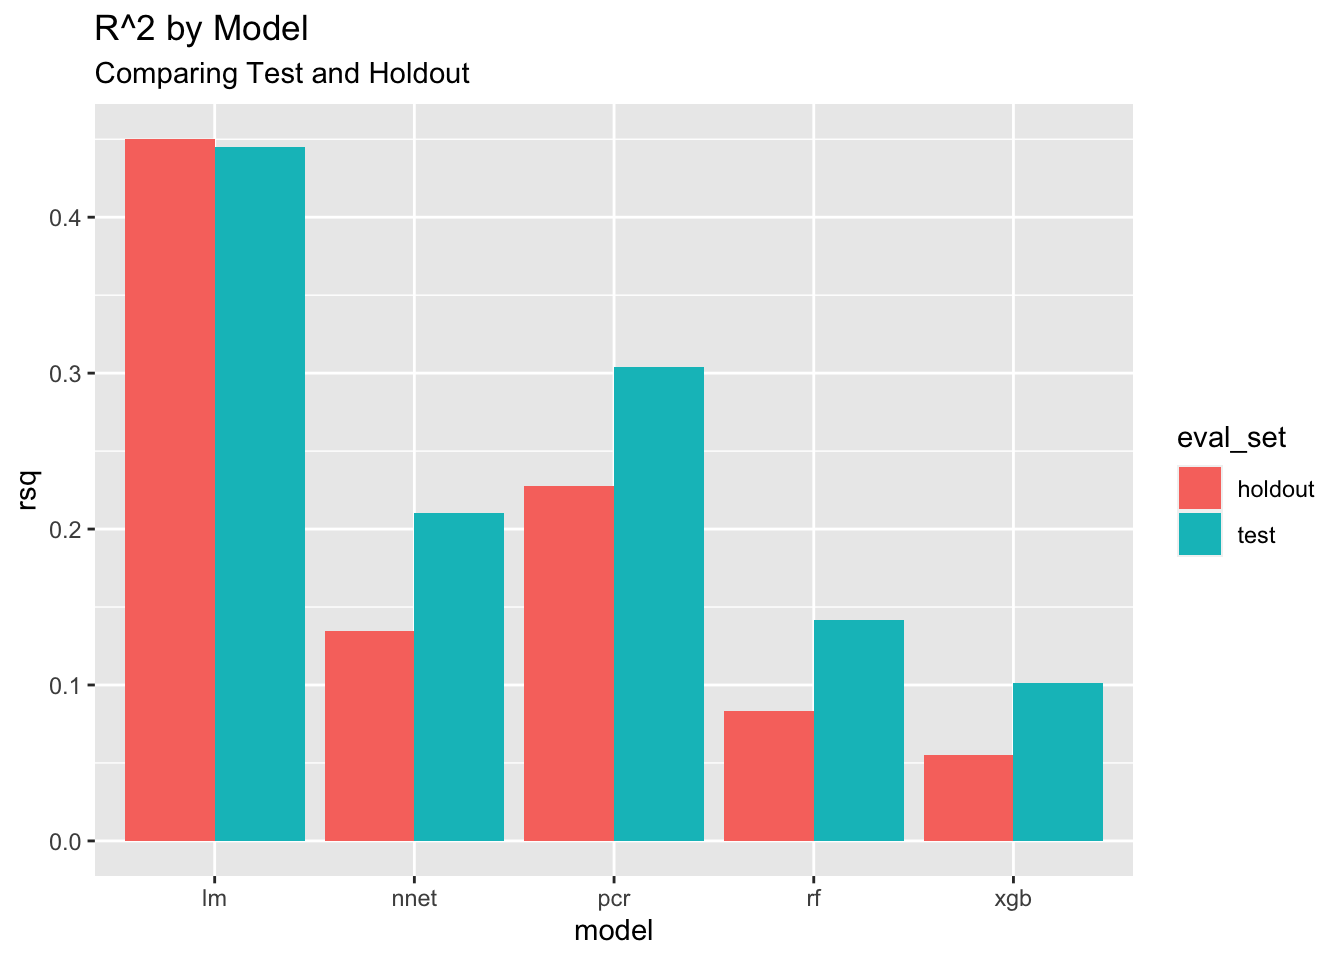 R^2 by Model
Comparing Test and Holdout
0.4
0.3
0.2
0.1
0.0
rsq
lm nnet pcr rf xgb
model
eval_set
holdout
test